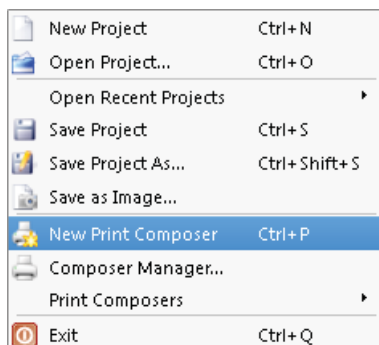 New Project Ctrl+N
Open Project... Ctrl+O
Open Recent Projects
Save Project Ctrl+S
Save Project As... Ctrl+Shift+S
Save as Image...
New Print Composer Ctrl+P
Composer Manager...
Print Composers
Exit Ctrl+Q